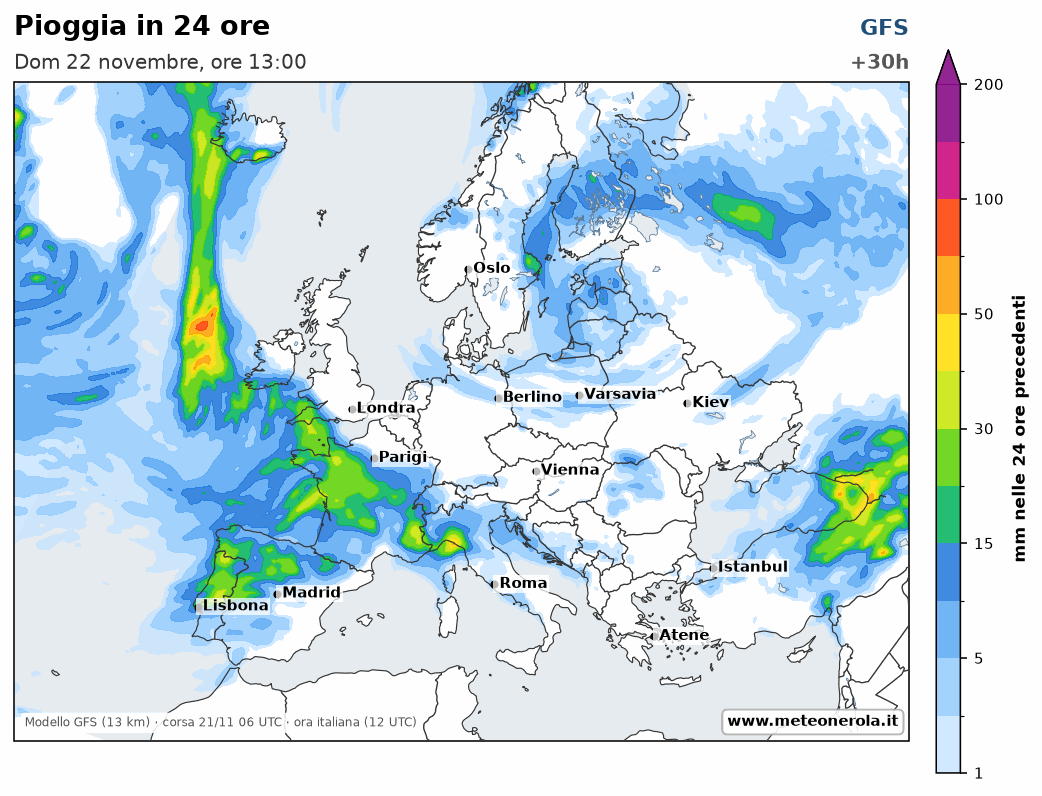 Pioggia in 24 ore
GFS
Dom 22 novembre, ore 13:00
+30h
200
100
50
30
15
5
1
mm nelle 24 ore precedenti
Oslo
Berlino
Varsavia
Kiev
Londra
Parigi
Vienna
Istanbul
Roma
Madrid
Lisbona
Atene
Modello GFS (13 km) · corsa 21/11 06 UTC · ora italiana (12 UTC)
www.meteonerola.it